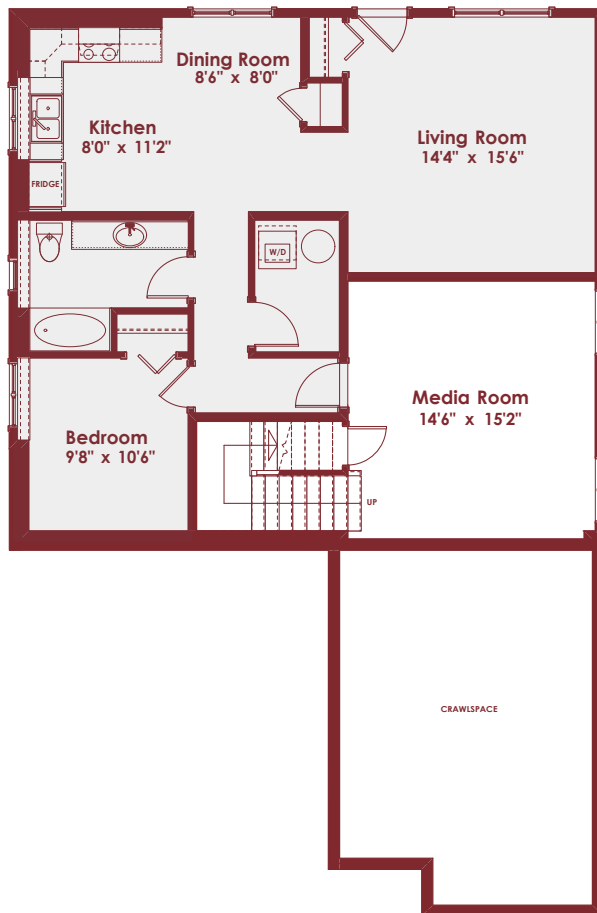 Dining Room
8'6" x 8'0"
Kitchen
8'0" x 11'2"
Living Room
14'4" x 15'6"
FRIDGE
W/D
Media Room
14'6" x 15'2"
Bedroom
9'8" x 10'6"
UP
CRAWLSPACE